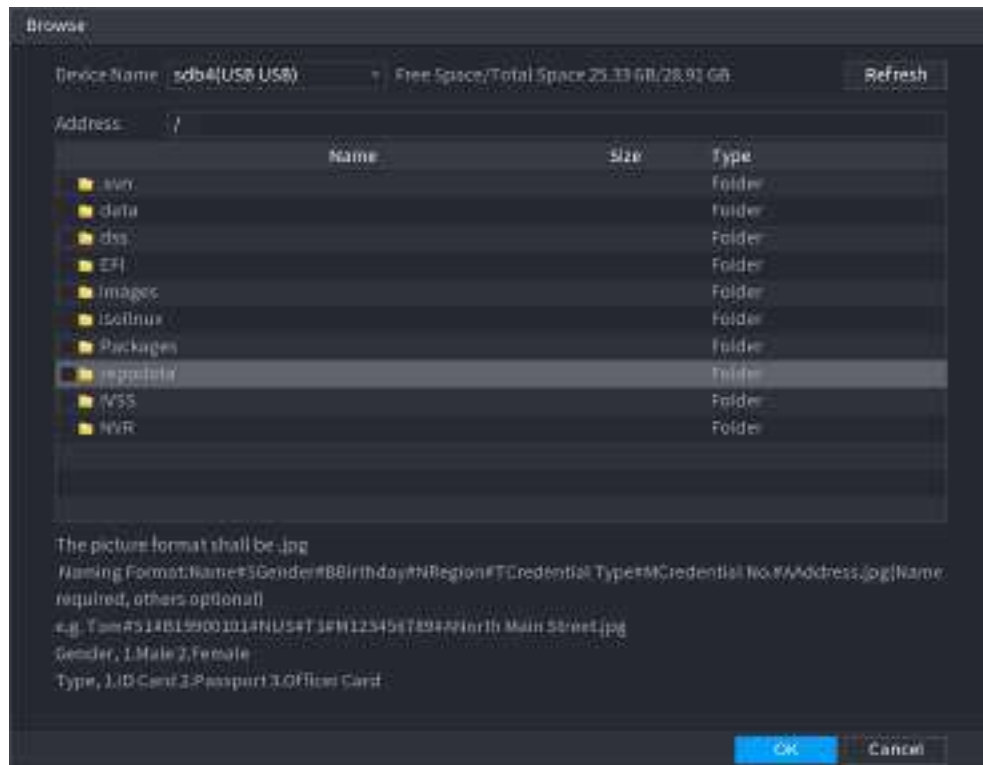 Browse
Device Name sdb4(USB USB) Free Space/Total Space 25.33 GB/28.91 GB Refresh
Address /
Name Size Type
.svn Folder
data Folder
dss Folder
EFI Folder
images Folder
isolinux Folder
Packages Folder
repodata Folder
IVSS Folder
NVR Folder
The picture format shall be .jpg
Naming Format:Name#SGender#BBirthday#NRegion#TCredential Type#MCredential No.#AAddress.jpg(Name
required, others optional)
e.g. Tom#S1#B19900101#NUS#T1#M123456789#ANorth Main Street.jpg
Gender, 1.Male 2.Female
Type, 1.ID Card 2.Passport 3.Officer Card
OK Cancel